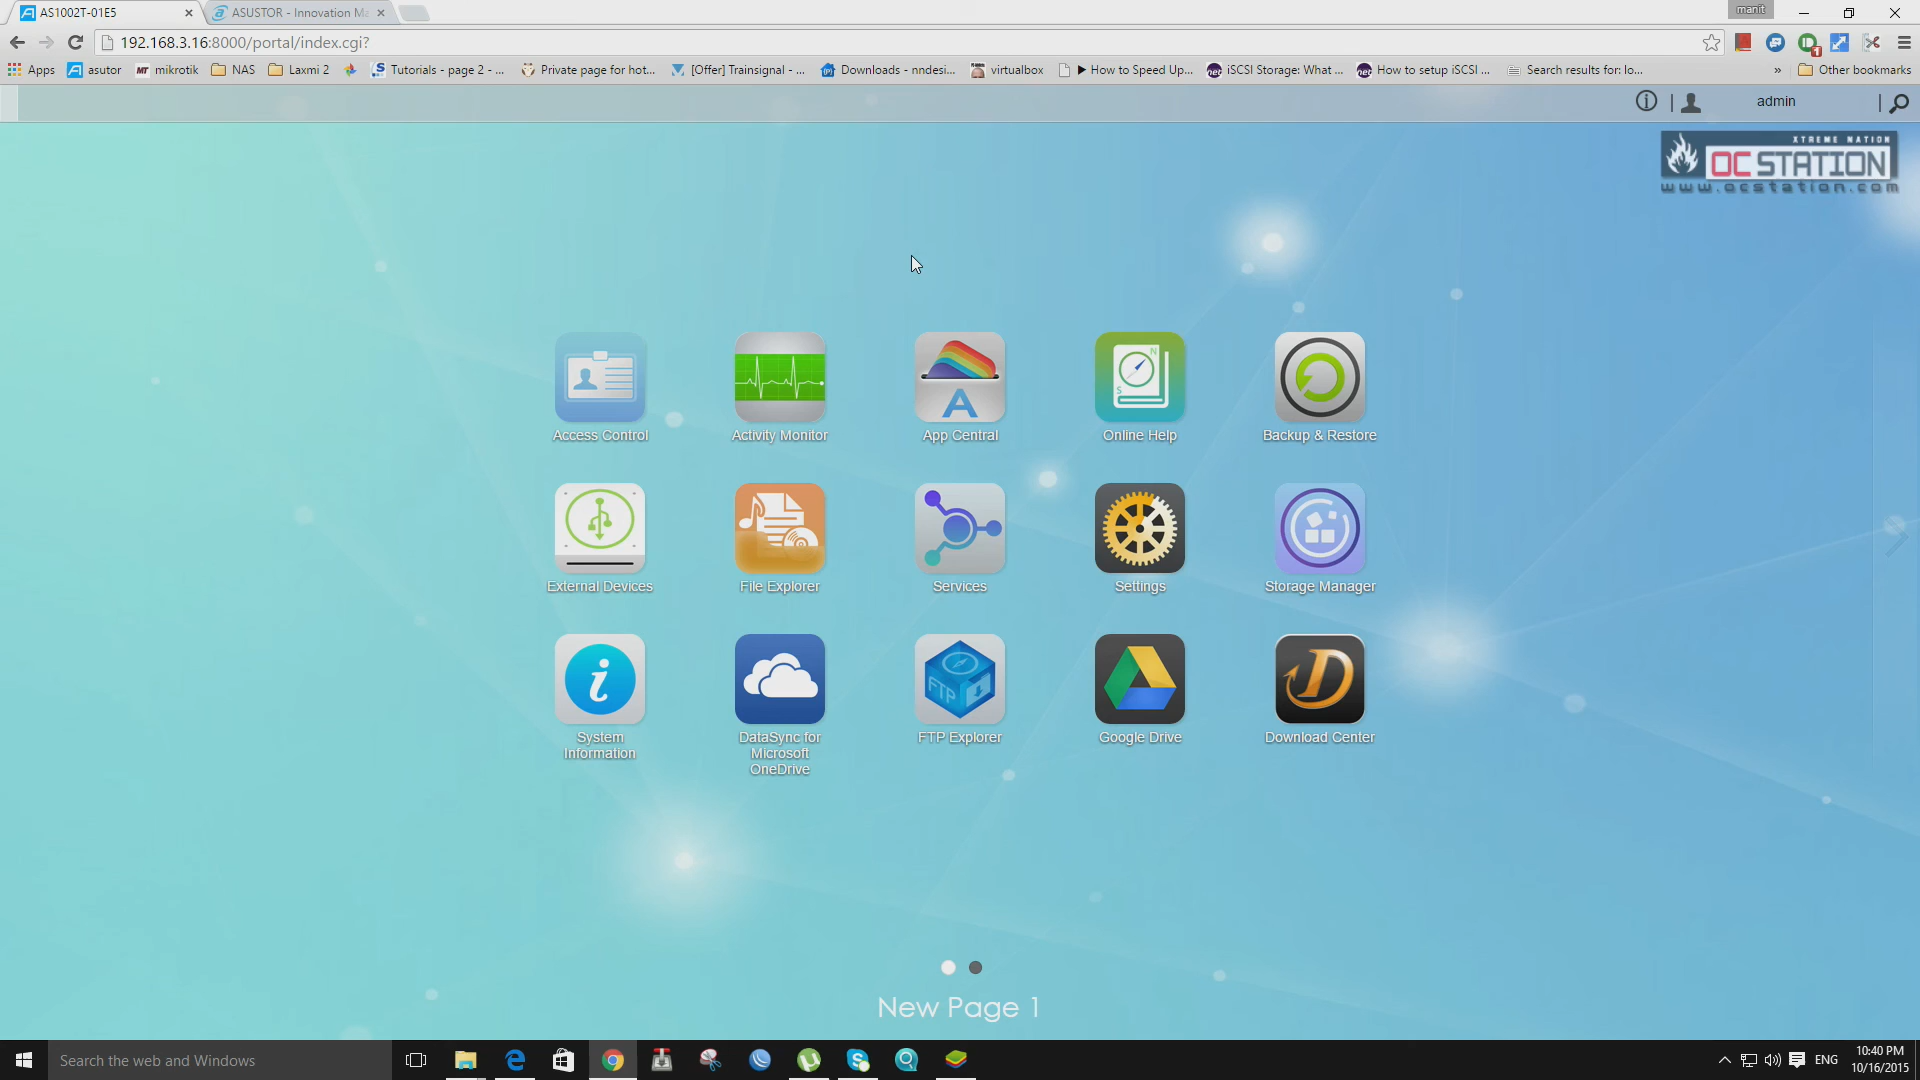 AS1002T-01E5
ASUSTOR - Innovation Ma
manit
192.168.3.16:8000/portal/index.cgi?
Apps
asutor
MT mikrotik
NAS
Laxmi 2
Tutorials - page 2 - ...
Private page for hot...
[Offer] Trainsignal - ...
Downloads - nndesi...
virtualbox
▶ How to Speed Up...
iSCSI Storage: What ...
How to setup iSCSI ...
Search results for: lo...
»
Other bookmarks
admin
XTREME NATION
OC STATION
www.ocstation.com
Access Control
Activity Monitor
App Central
Online Help
Backup & Restore
External Devices
File Explorer
Services
Settings
Storage Manager
FTP
System
Information
DataSync for
Microsoft
OneDrive
FTP Explorer
Google Drive
Download Center
New Page 1
Search the web and Windows
ENG
10:40 PM
10/16/2015